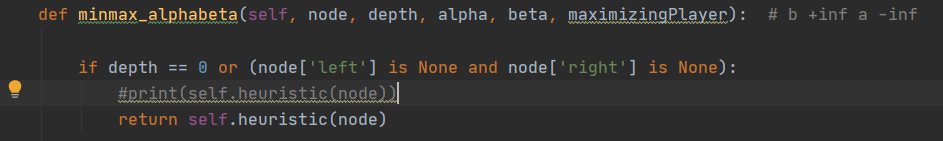 def minmax_alphabeta(self, node, depth, alpha, beta, maximizingPlayer):  # b +inf a -inf
if depth == 0 or (node['left'] is None and node['right'] is None):
#print(self.heuristic(node))
return self.heuristic(node)